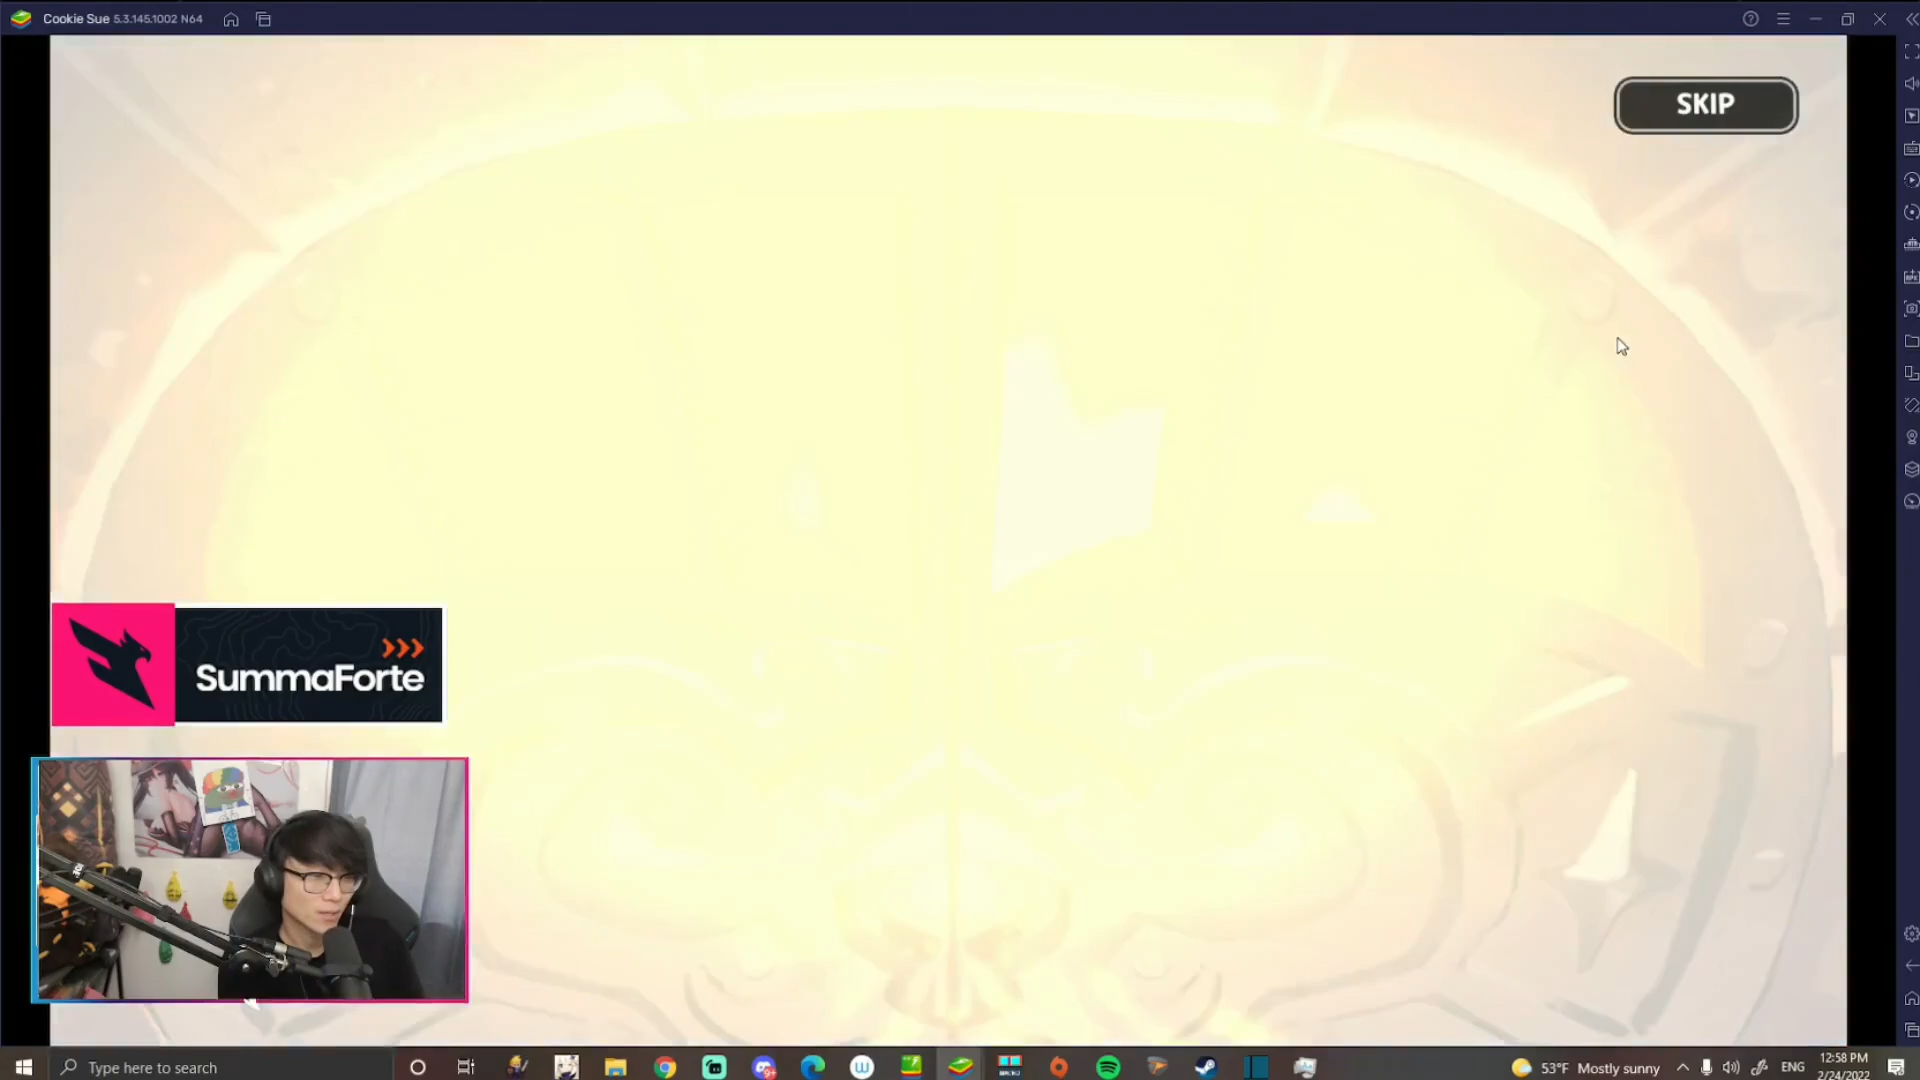 Cookie Sue 5.3.145.1002 N64
SKIP
SummaForte
Type here to search
53°F Mostly sunny
ENG
12:58 PM
2/24/2022